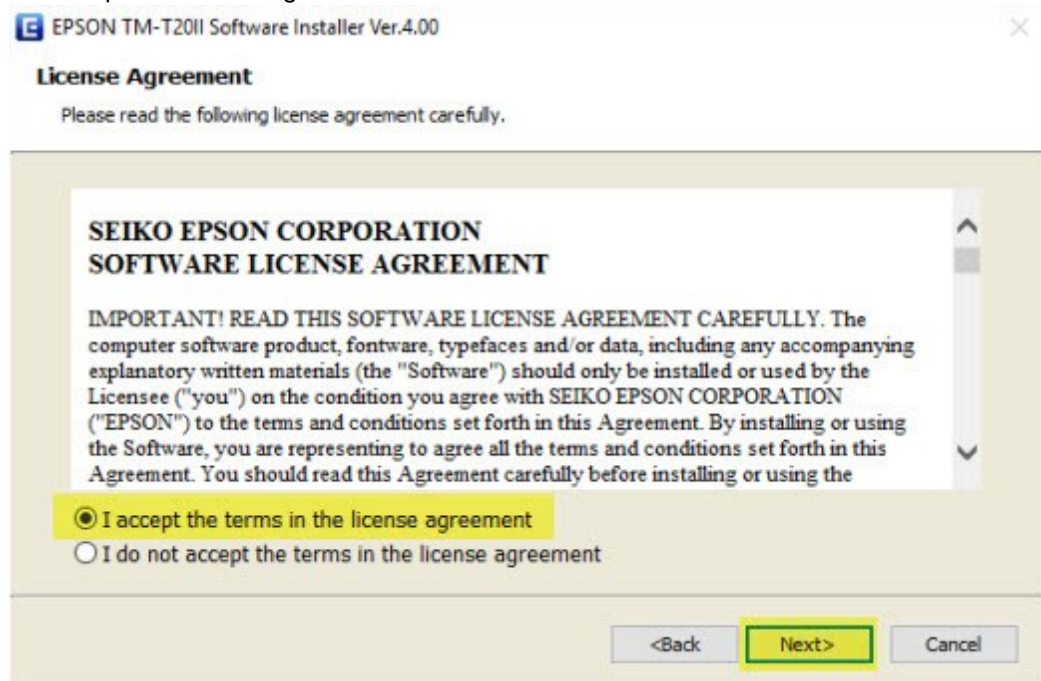 EPSON TM-T20II Software Installer Ver.4.00
License Agreement
Please read the following license agreement carefully.
SEIKO EPSON CORPORATION
SOFTWARE LICENSE AGREEMENT
IMPORTANT! READ THIS SOFTWARE LICENSE AGREEMENT CAREFULLY. The
computer software product, fontware, typefaces and/or data, including any accompanying
explanatory written materials (the "Software") should only be installed or used by the
Licensee ("you") on the condition you agree with SEIKO EPSON CORPORATION
("EPSON") to the terms and conditions set forth in this Agreement. By installing or using
the Software, you are representing to agree all the terms and conditions set forth in this
Agreement. You should read this Agreement carefully before installing or using the
I accept the terms in the license agreement
I do not accept the terms in the license agreement
<Back Next> Cancel